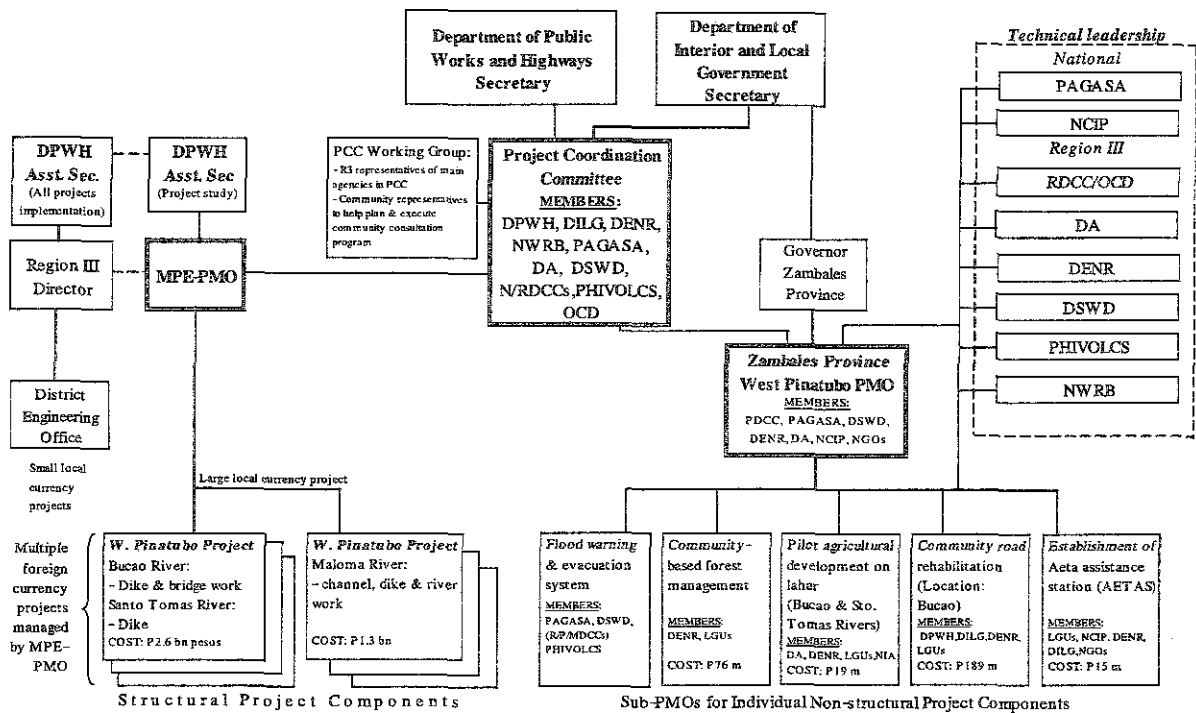 Department of Public
Works and Highways
Secretary
Department of
Interior and Local
Government
Secretary
Technical leadership
National
PAGASA
NCIP
Region III
RDCC/OCD
DA
DENR
DSWD
PHIVOLCS
NWRB
DPWH
Asst. Sec.
(All projects
implementation)
DPWH
Asst. Sec
(Project study)
PCC Working Group:
- R3 representatives of main
agencies in PCC
- Community representatives
to help plan & execute
community consultation
program
Project Coordination
Committee
MEMBERS:
DPWH, DILG, DENR,
NWRB, PAGASA,
DA, DSWD,
N/RDCCs,PHIVOLCS,
OCD
Region III
Director
MPE-PMO
Governor
Zambales
Province
District
Engineering
Office
Small local
currency
projects
Zambales Province
West Pinatubo PMO
MEMBERS:
PDCC, PAGASA, DSWD,
DENR, DA, NCIP, NGOs
Large local currency project
Multiple
foreign
currency
projects
managed
by MPE-
PMO
W. Pinatubo Project
Bucao River:
- Dike & bridge work
Santo Tomas River:
- Dike
COST: P2.6 bn pesos
W. Pinatubo Project
Maloma River:
- channel, dike & river
work
COST: P1.3 bn
Structural Project Components
Flood warning
& evacuation
system
MEMBERS:
PAGASA, DSWD,
(RP/MDCCs)
PHIVOLCS
Community-
based forest
management
MEMBERS:
DENR, LGUs
COST: P76 m
Pilot agricultural
development on
lahar
(Bucao & Sto.
Tomas Rivers)
MEMBERS:
DA, DENR, LGUs,NIA
COST: P19 m
Community road
rehabilitation
(Location:
Bucao)
MEMBERS:
DPWH,DILG,DENR,
LGUs
COST: P189 m
Establishment of
Aeta assistance
station (AETAS)
MEMBERS:
LGUs, NCIP, DENR,
DILG,NGOs
COST: P15 m
Sub-PMOs for Individual Non-structural Project Components